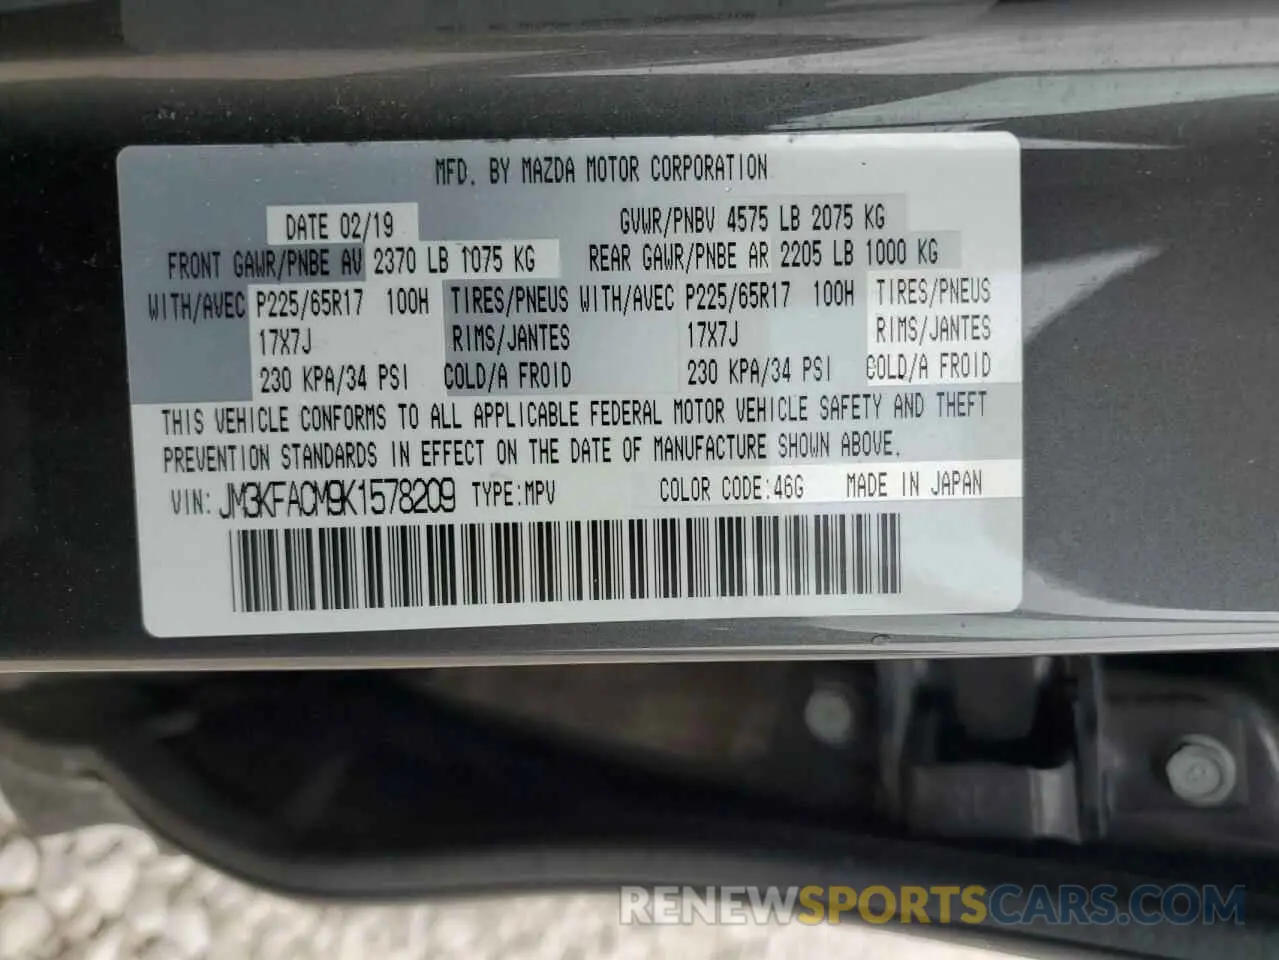 MFD. BY MAZDA MOTOR CORPORATION
DATE 02/19 GVWR/PNBV 4575 LB 2075 KG
FRONT GAWR/PNBE AV 2370 LB 1075 KG REAR GAWR/PNBE AR 2205 LB 1000 KG
WITH/AVEC P225/65R17 100H TIRES/PNEUS WITH/AVEC P225/65R17 100H TIRES/PNEUS
17X7J RIMS/JANTES 17X7J RIMS/JANTES
230 KPA/34 PSI COLD/A FROID 230 KPA/34 PSI COLD/A FROID
THIS VEHICLE CONFORMS TO ALL APPLICABLE FEDERAL MOTOR VEHICLE SAFETY AND THEFT
PREVENTION STANDARDS IN EFFECT ON THE DATE OF MANUFACTURE SHOWN ABOVE.
VIN: JM3KFACM9K1578209 TYPE:MPV COLOR CODE:46G MADE IN JAPAN
RENEWSPORTSCARS.COM